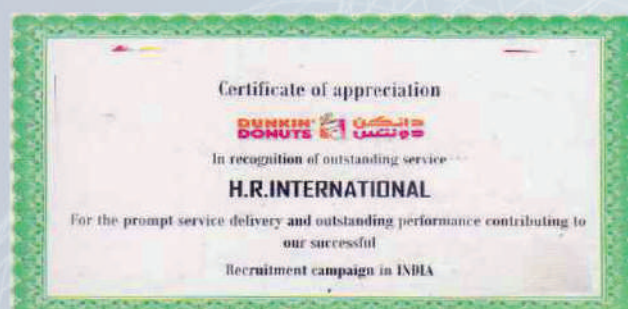 Certificate of appreciation
DUNKIN' DONUTS دانكن دونتس
In recognition of outstanding service
H.R.INTERNATIONAL
For the prompt service delivery and outstanding performance contributing to
our successful
Recruitment campaign in INDIA